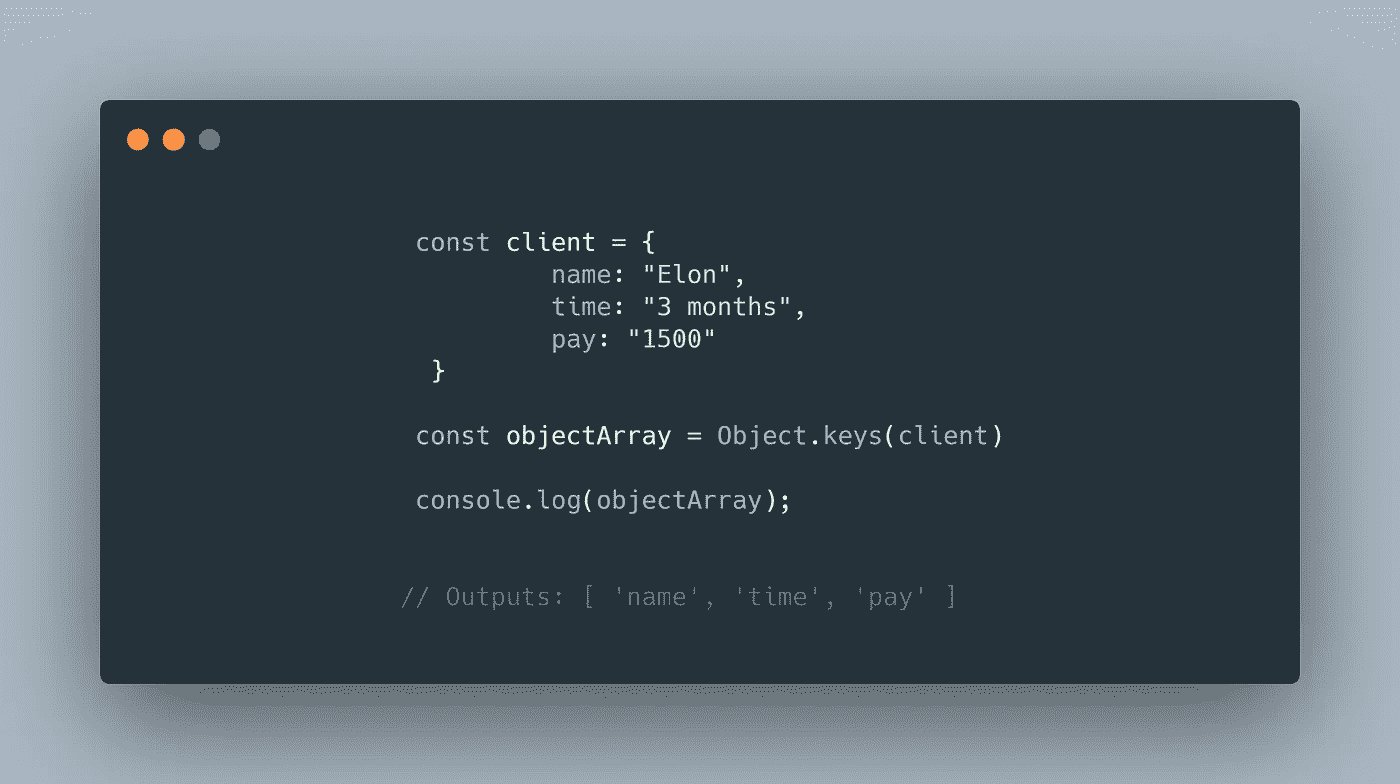 const client = {
name: "Elon",
time: "3 months",
pay: "1500"
}
const objectArray = Object.keys(client)
console.log(objectArray);
// Outputs: [ 'name', 'time', 'pay' ]